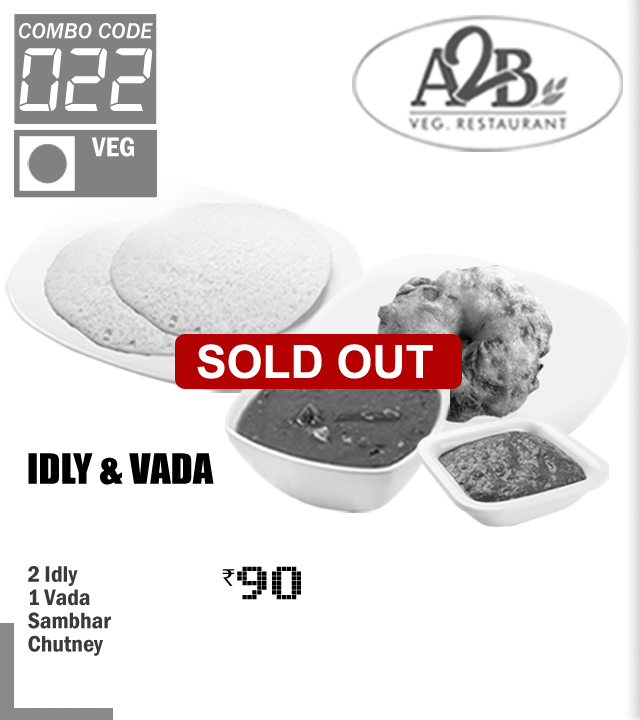 COMBO CODE
022
VEG
A2B
VEG. RESTAURANT
SOLD OUT
IDLY & VADA
2 Idly
1 Vada
Sambhar
Chutney
₹90